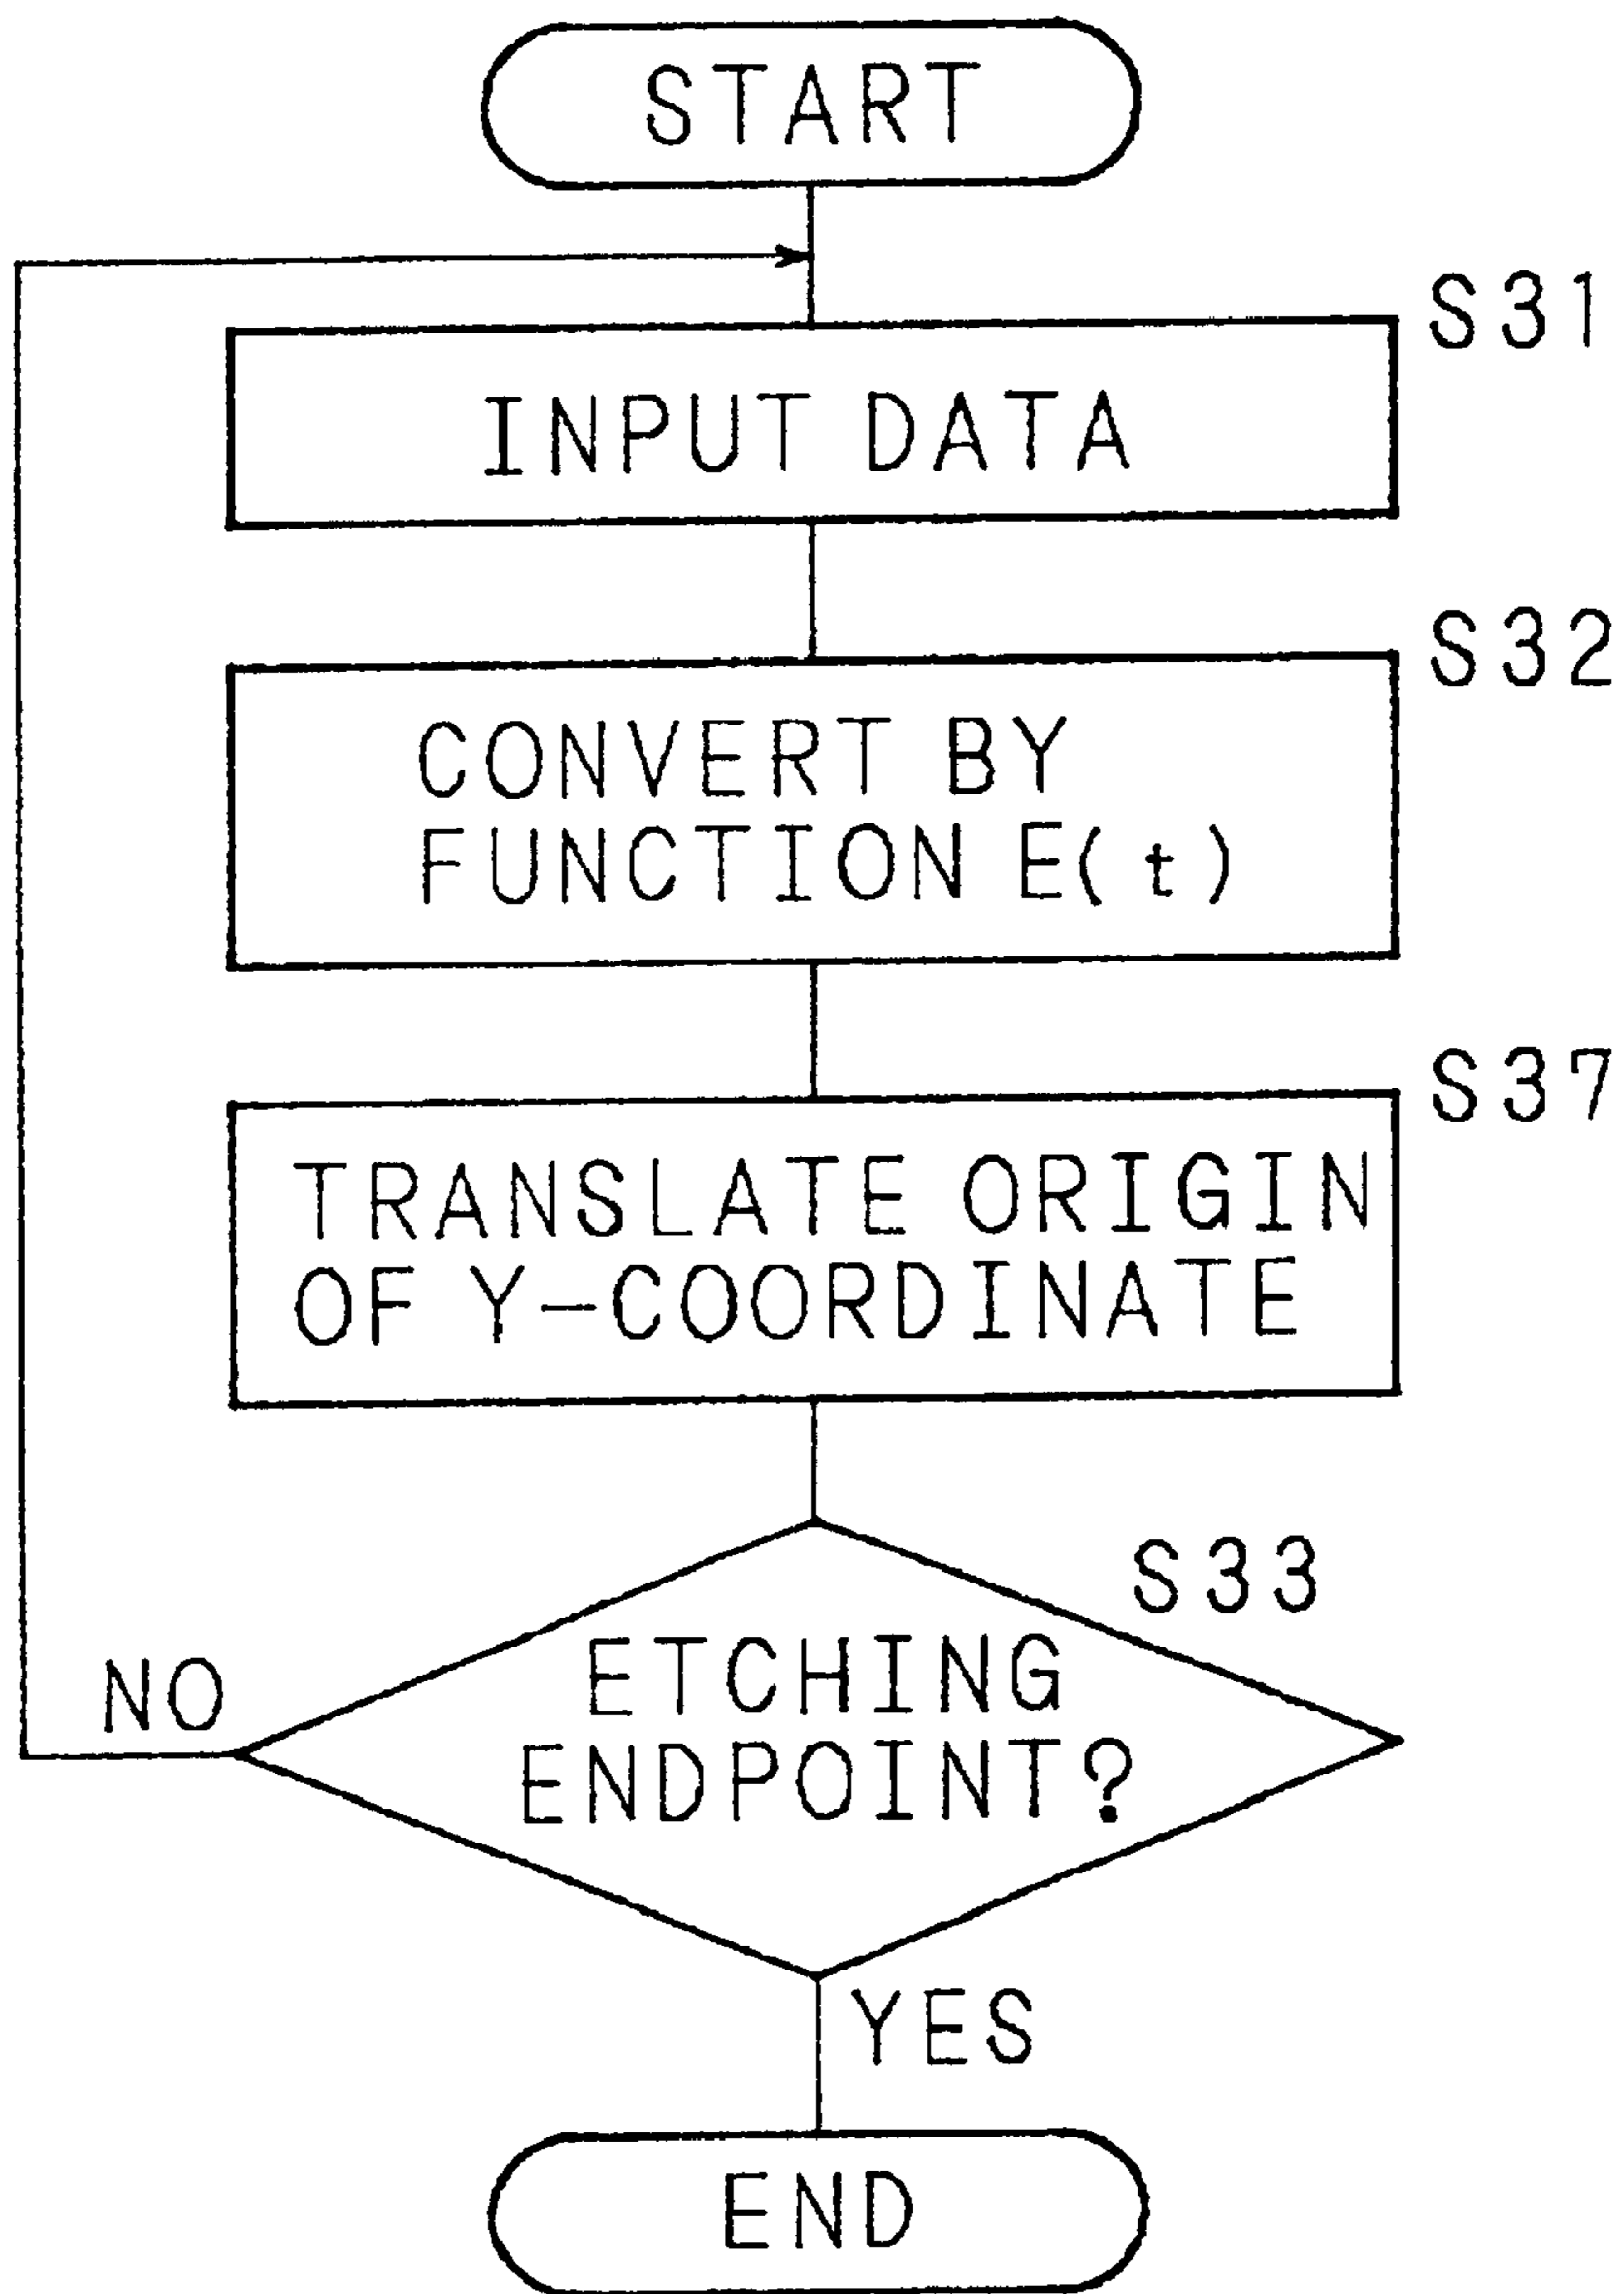 START
S31
INPUT DATA
S32
CONVERT BY
FUNCTION E(t)
S37
TRANSLATE ORIGIN
OF Y-COORDINATE
S33
ETCHING
NO
ENDPOINT?
YES
END